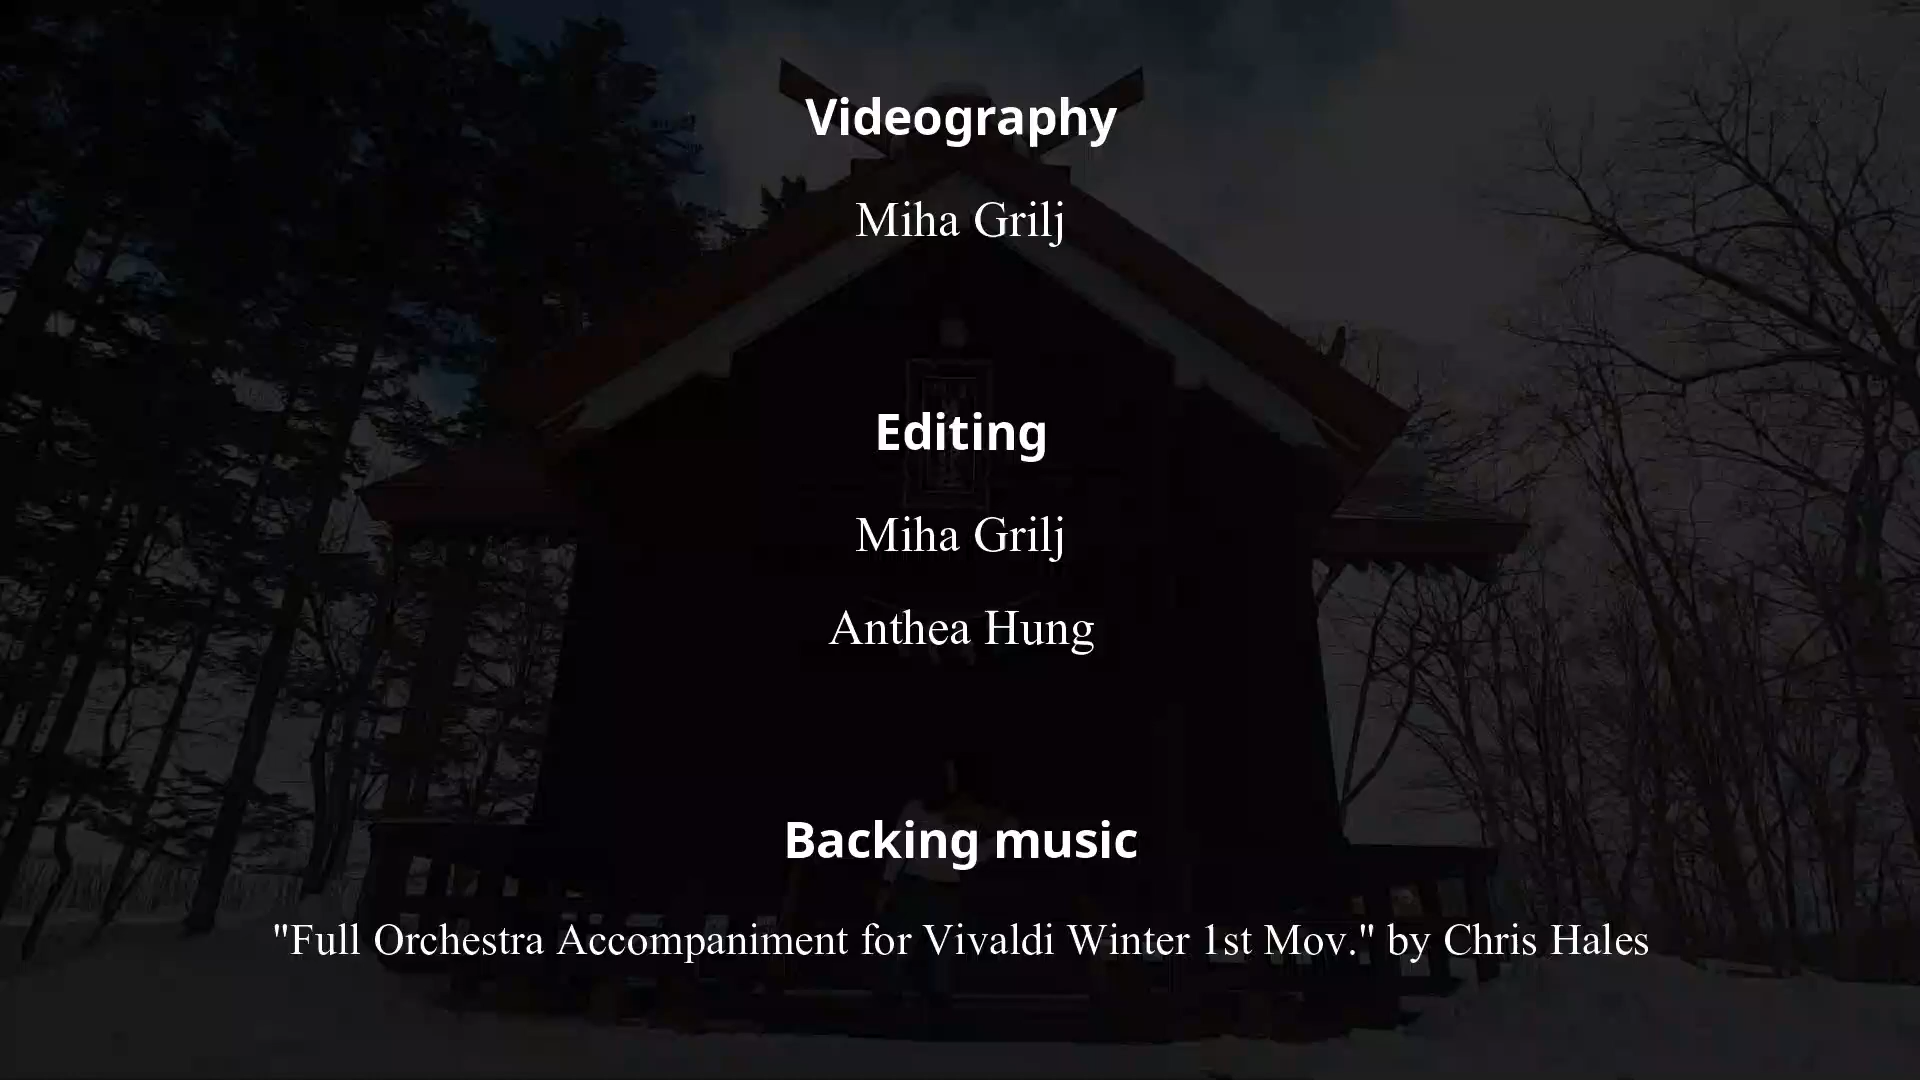 Videography
Miha Grilj
Editing
Miha Grilj
Anthea Hung
Backing music
"Full Orchestra Accompaniment for Vivaldi Winter 1st Mov." by Chris Hales